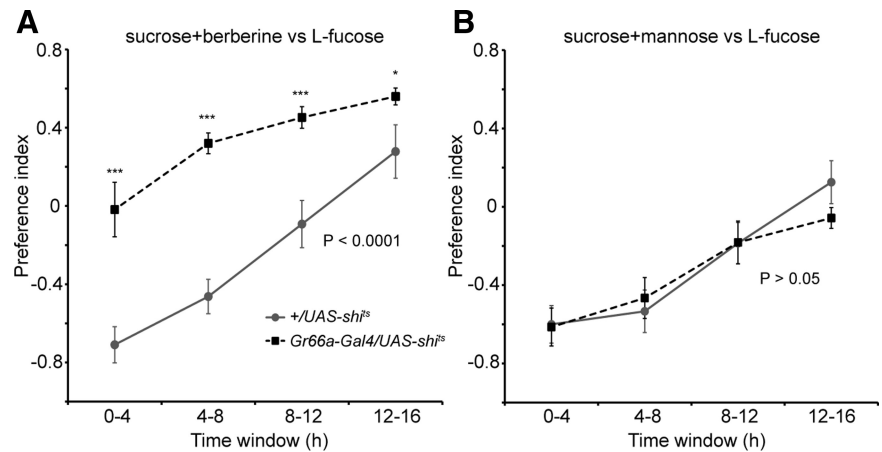 A
sucrose+berberine vs L-fucose
0.8
0.4
0
-0.4
-0.8
Preference index
***
***
***
*
P < 0.0001
+/UAS-shiᵗˢ
Gr66a-Gal4/UAS-shiᵗˢ
0-4 4-8 8-12 12-16
Time window (h)
B
sucrose+mannose vs L-fucose
0.8
0.4
0
-0.4
-0.8
Preference index
P > 0.05
0-4 4-8 8-12 12-16
Time window (h)